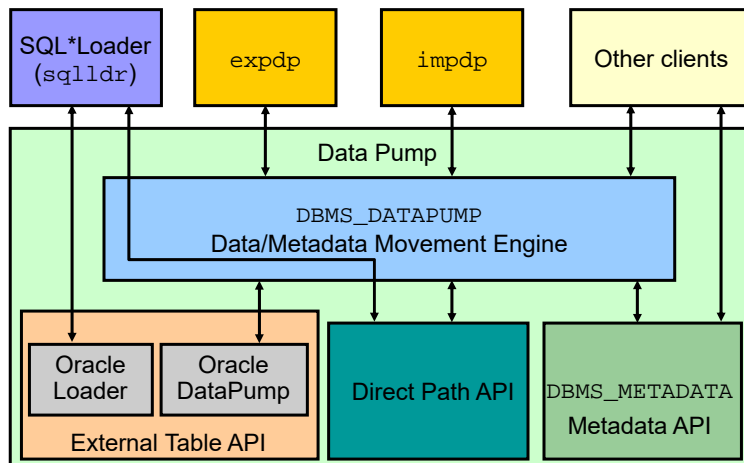 SQL*Loader
(sqlldr)
expdp
impdp
Other clients
Data Pump
DBMS_DATAPUMP
Data/Metadata Movement Engine
Oracle
Loader
Oracle
DataPump
External Table API
Direct Path API
DBMS_METADATA
Metadata API